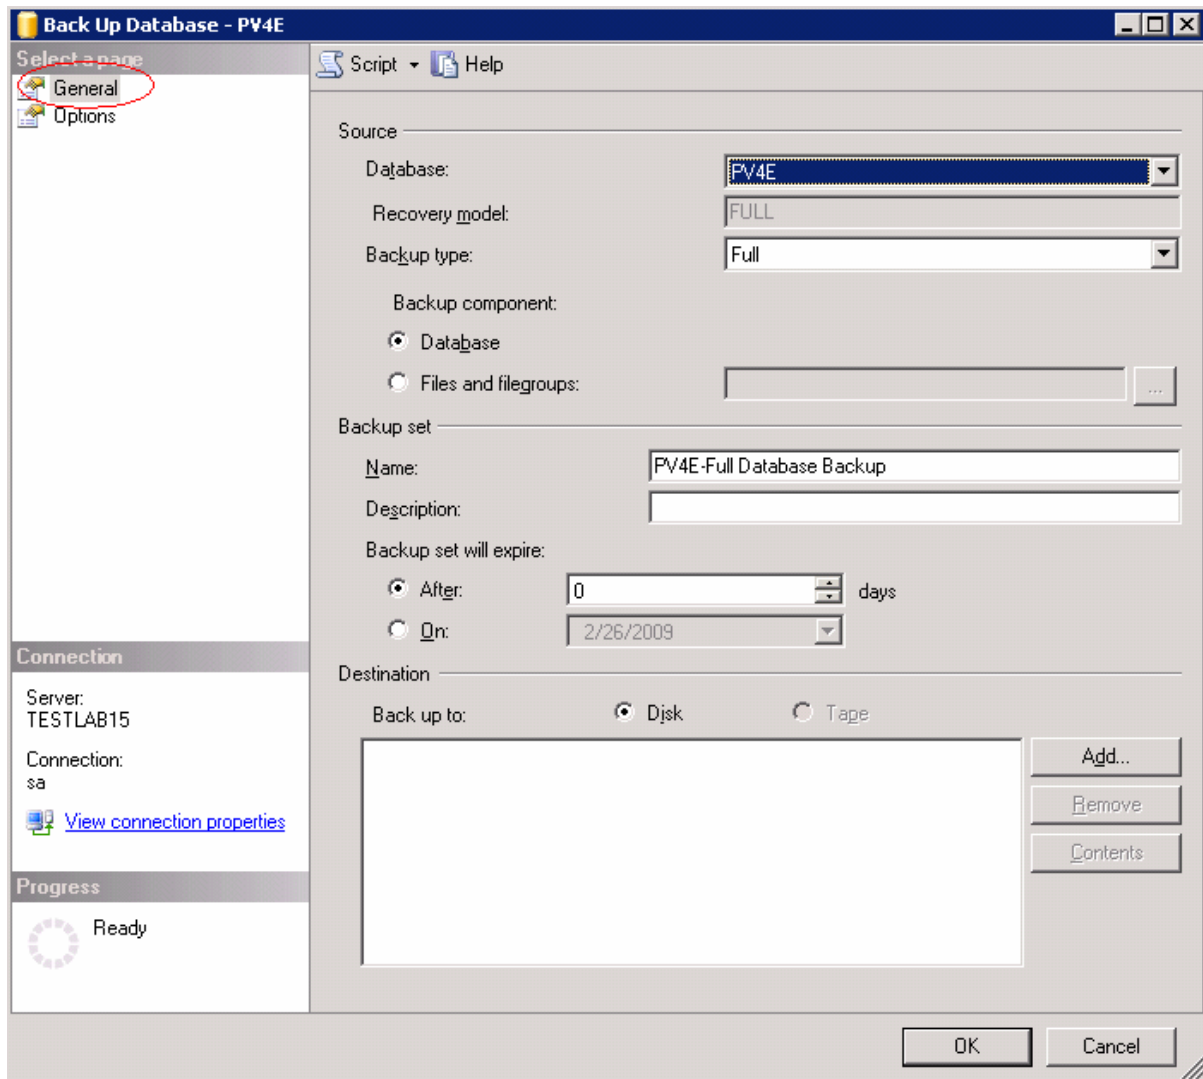 Back Up Database - PV4E
Select a page
General
Options
Script Help
Source
Database: PV4E
Recovery model: FULL
Backup type: Full
Backup component:
Database
Files and filegroups: ...
Backup set
Name: PV4E-Full Database Backup
Description:
Backup set will expire:
After: 0 days
On: 2/26/2009
Destination
Back up to: Disk Tape
Add...
Remove
Contents
Connection
Server:
TESTLAB15
Connection:
sa
View connection properties
Progress
Ready
OK Cancel